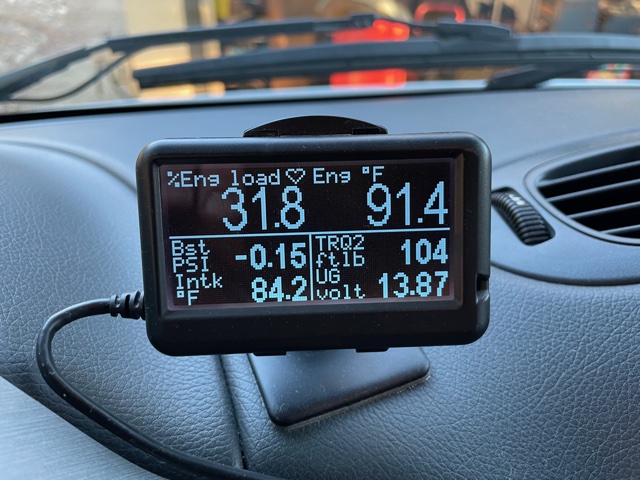 %Eng load♡ Eng °F
31.8 91.4
Bst PSI -0.15
TRQ2 ftlb 104
Intk °F 84.2
UG volt 13.87